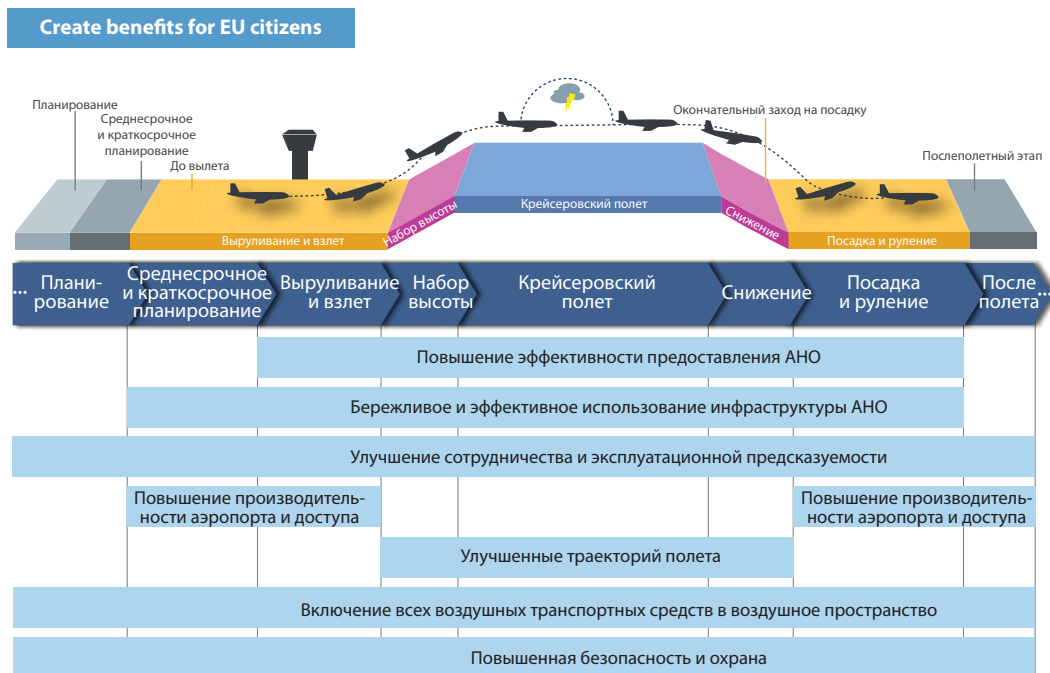 Create benefits for EU citizens
Планирование
Среднесрочное
и краткосрочное
планирование
До вылета
Окончательный заход на посадку
Послеполетный этап
Выруливание и взлет
Набор высоты
Крейсеровский полет
Снижение
Посадка и руление
... Плани-
рование
Среднесрочное
и краткосрочное
планирование
Выруливание
и взлет
Набор
высоты
Крейсеровский
полет
Снижение
Посадка
и руление
После
полета...
Повышение эффективности предоставления АНО
Бережливое и эффективное использование инфраструктуры АНО
Улучшение сотрудничества и эксплуатационной предсказуемости
Повышение производитель-
ности аэропорта и доступа
Повышение производитель-
ности аэропорта и доступа
Улучшенные траекторий полета
Включение всех воздушных транспортных средств в воздушное пространство
Повышенная безопасность и охрана